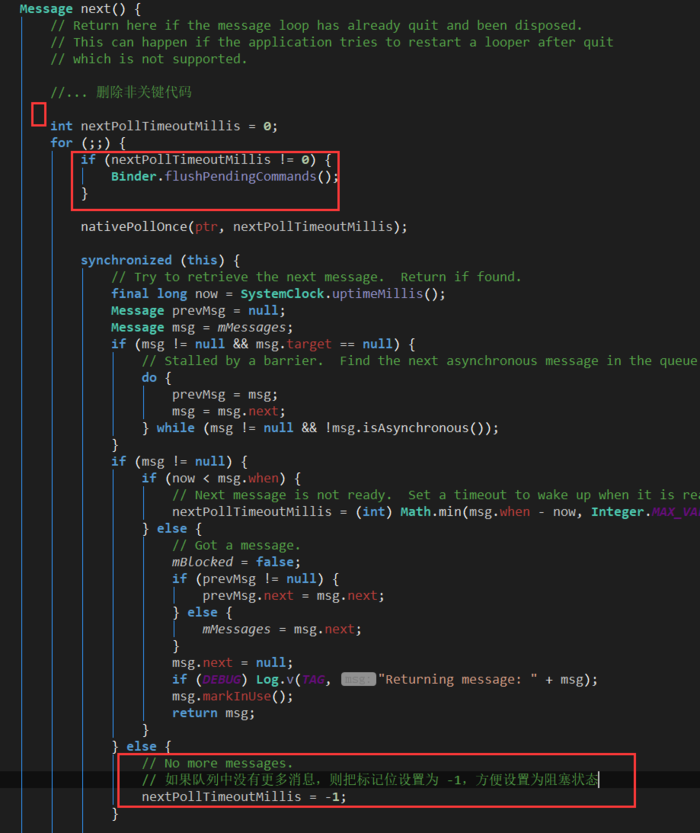 Message next() {
// Return here if the message loop has already quit and been disposed.
// This can happen if the application tries to restart a looper after quit
// which is not supported.
//... 删除非关键代码
int nextPollTimeoutMillis = 0;
for (;;) {
if (nextPollTimeoutMillis != 0) {
Binder.flushPendingCommands();
}
nativePollOnce(ptr, nextPollTimeoutMillis);
synchronized (this) {
// Try to retrieve the next message.  Return if found.
final long now = SystemClock.uptimeMillis();
Message prevMsg = null;
Message msg = mMessages;
if (msg != null && msg.target == null) {
// Stalled by a barrier.  Find the next asynchronous message in the queue
do {
prevMsg = msg;
msg = msg.next;
} while (msg != null && !msg.isAsynchronous());
}
if (msg != null) {
if (now < msg.when) {
// Next message is not ready.  Set a timeout to wake up when it is rea
nextPollTimeoutMillis = (int) Math.min(msg.when - now, Integer.MAX_VA
} else {
// Got a message.
mBlocked = false;
if (prevMsg != null) {
prevMsg.next = msg.next;
} else {
mMessages = msg.next;
}
msg.next = null;
if (DEBUG) Log.v(TAG, msg: "Returning message: " + msg);
msg.markInUse();
return msg;
}
} else {
// No more messages.
// 如果队列中没有更多消息，则把标记位设置为 -1，方便设置为阻塞状态
nextPollTimeoutMillis = -1;
}